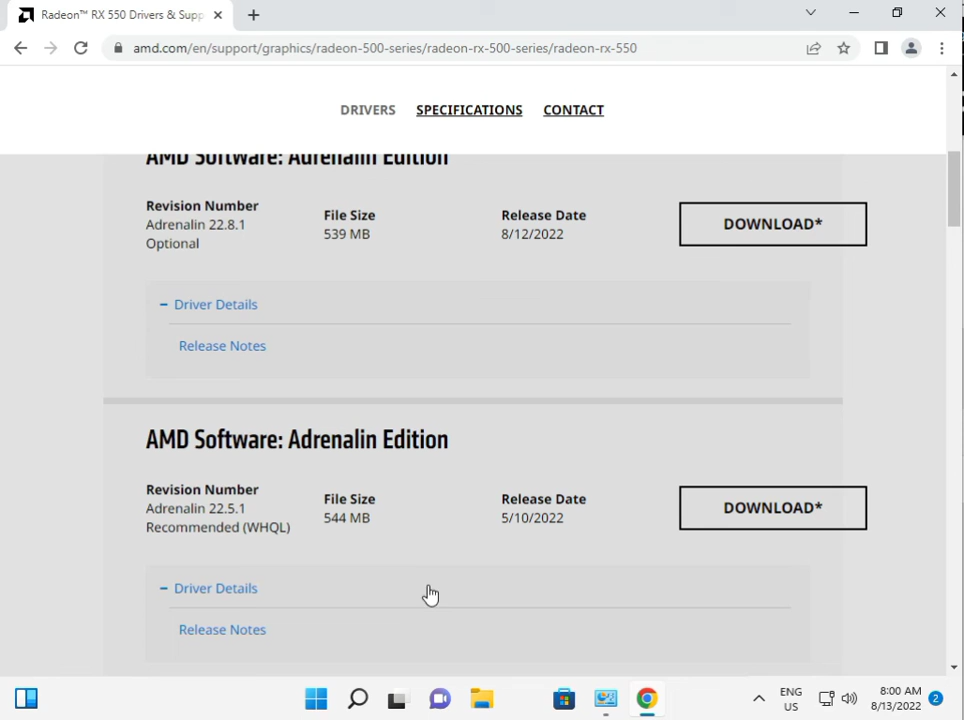 Radeon™ RX 550 Drivers & Supp
amd.com/en/support/graphics/radeon-500-series/radeon-rx-500-series/radeon-rx-550
DRIVERS SPECIFICATIONS CONTACT
AMD Software: Adrenalin Edition
Revision Number
Adrenalin 22.8.1
Optional
File Size
539 MB
Release Date
8/12/2022
DOWNLOAD*
Driver Details
Release Notes
AMD Software: Adrenalin Edition
Revision Number
Adrenalin 22.5.1
Recommended (WHQL)
File Size
544 MB
Release Date
5/10/2022
DOWNLOAD*
Driver Details
Release Notes
ENG
US
8:00 AM
8/13/2022
2